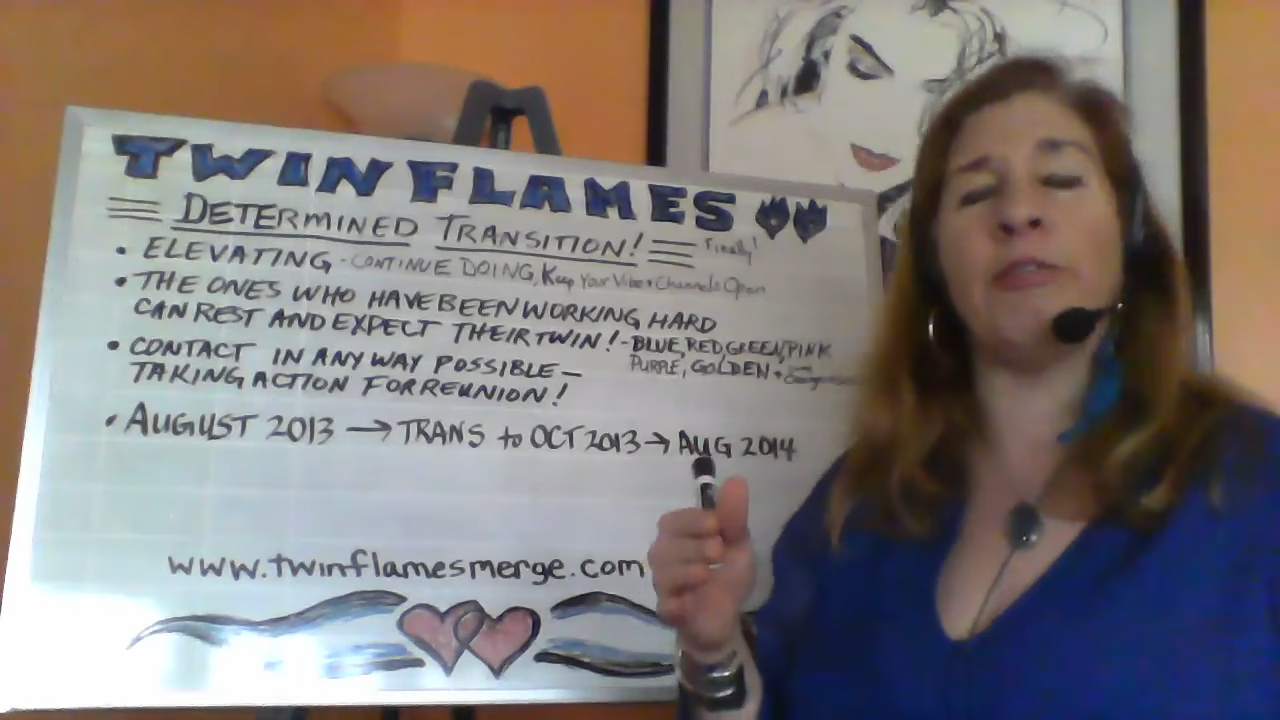 TWIN FLAMES
DETERMINED TRANSITION! Finally!
• ELEVATING - CONTINUE DOING, Keep Your Vibe + Channels Open
• THE ONES WHO HAVE BEEN WORKING HARD
CAN REST AND EXPECT THEIR TWIN! - BLUE, RED, GREEN, PINK
PURPLE, GOLDEN +
• CONTACT IN ANY WAY POSSIBLE —
TAKING ACTION FOR REUNION!
• AUGUST 2013 → TRANS to OCT 2013 → AUG 2014
www.twinflamesmerge.com